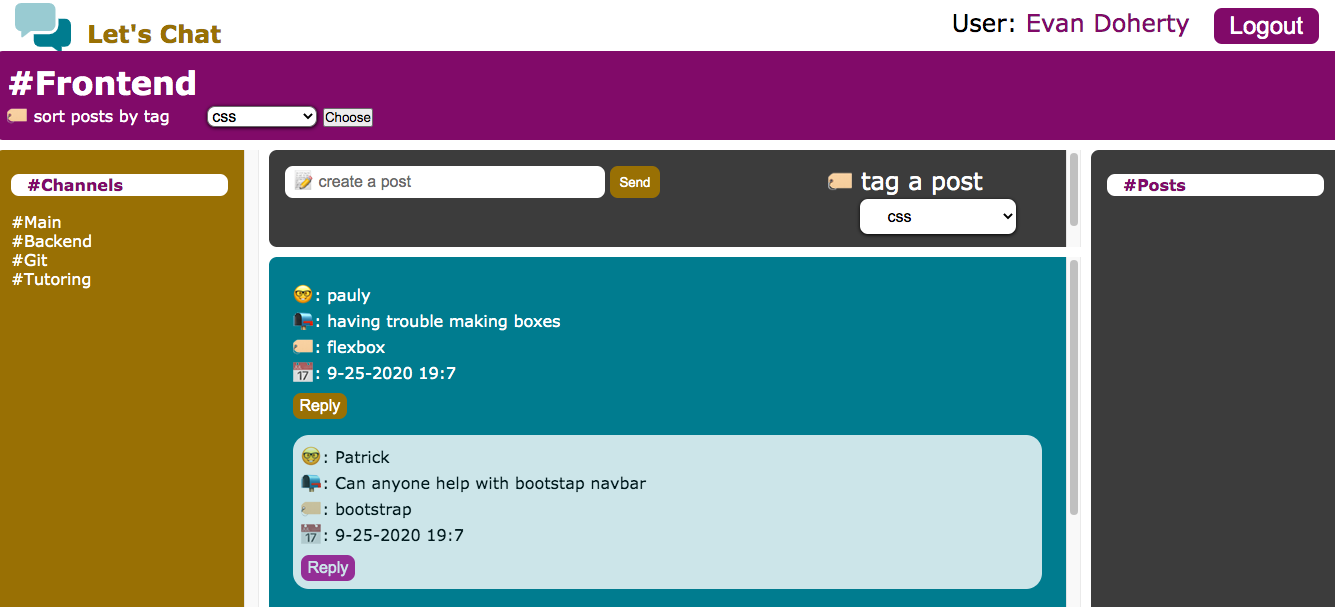 Let's Chat
User: Evan Doherty
Logout
#Frontend
sort posts by tag
css
Choose
#Channels
#Main
#Backend
#Git
#Tutoring
create a post
Send
tag a post
css
: pauly
: having trouble making boxes
: flexbox
17 : 9-25-2020 19:7
Reply
: Patrick
: Can anyone help with bootstap navbar
: bootstrap
17 : 9-25-2020 19:7
Reply
#Posts